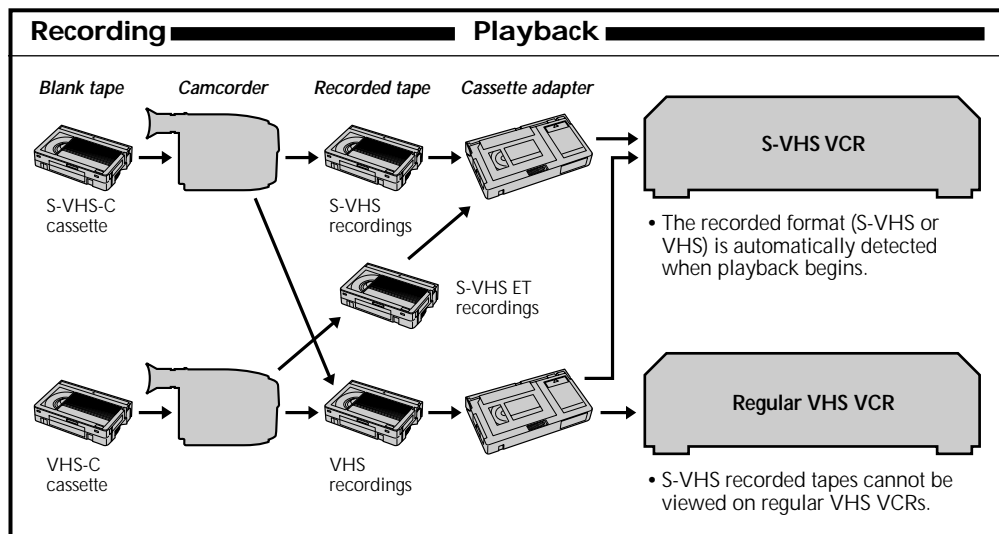 Recording
Playback
Blank tape
Camcorder
Recorded tape
Cassette adapter
S-VHS-C
cassette
S-VHS
recordings
S-VHS VCR
• The recorded format (S-VHS or
VHS) is automatically detected
when playback begins.
S-VHS ET
recordings
VHS-C
cassette
VHS
recordings
Regular VHS VCR
• S-VHS recorded tapes cannot be
viewed on regular VHS VCRs.